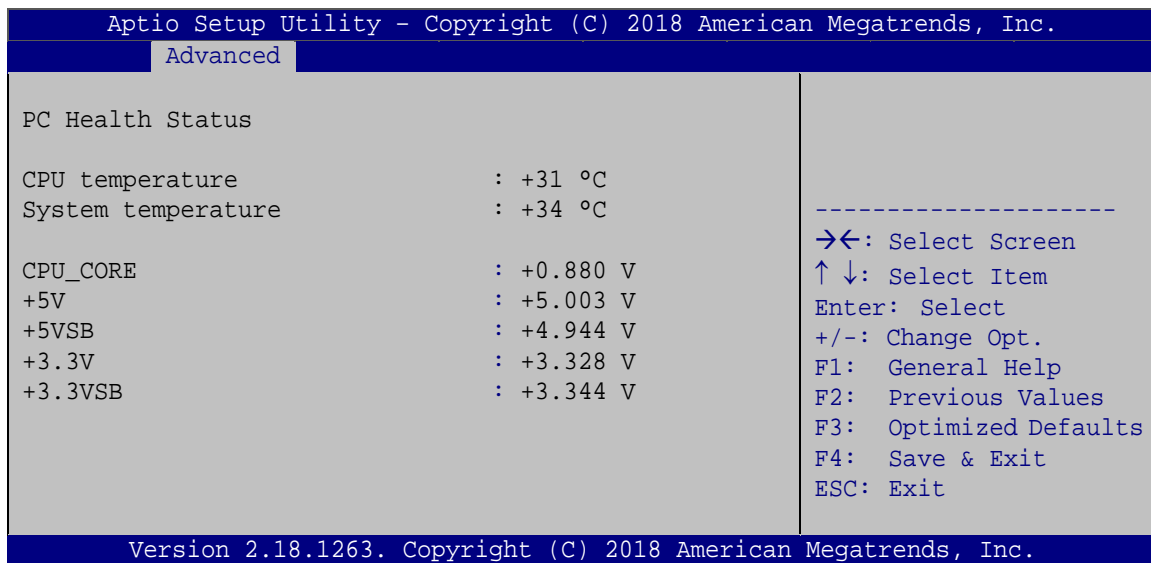 Aptio Setup Utility – Copyright (C) 2018 American Megatrends, Inc.
Advanced
PC Health Status
CPU temperature : +31 °C
System temperature : +34 °C
CPU_CORE : +0.880 V
+5V : +5.003 V
+5VSB : +4.944 V
+3.3V : +3.328 V
+3.3VSB : +3.344 V
----------------------
→←: Select Screen
↑ ↓: Select Item
Enter: Select
+/-: Change Opt.
F1: General Help
F2: Previous Values
F3: Optimized Defaults
F4: Save & Exit
ESC: Exit
Version 2.18.1263. Copyright (C) 2018 American Megatrends, Inc.